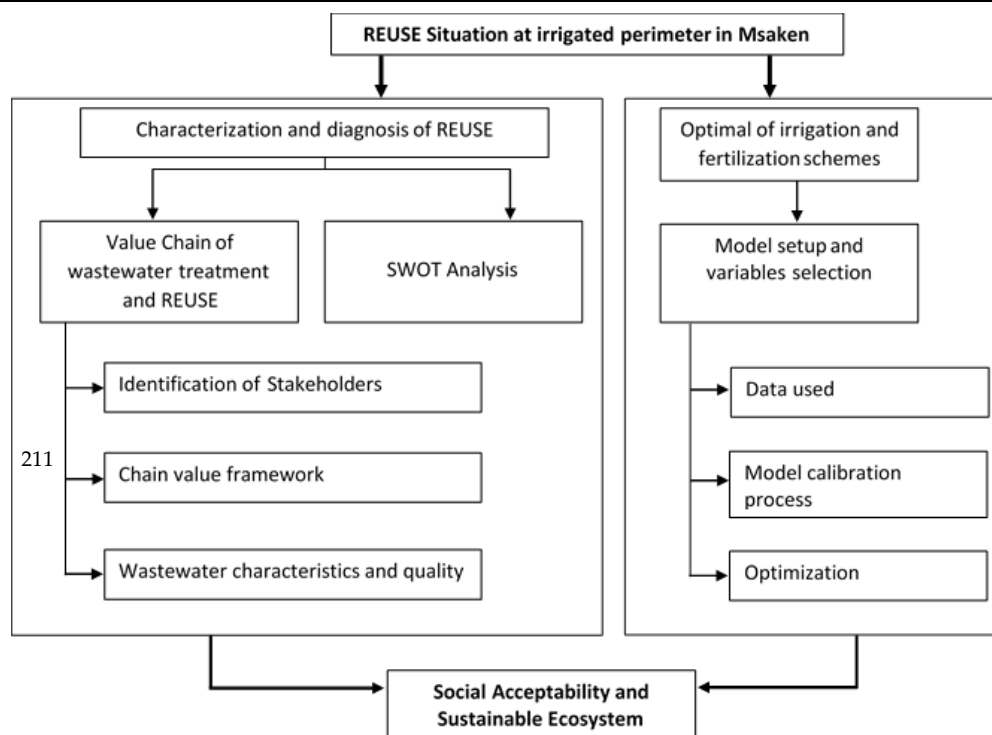 REUSE Situation at irrigated perimeter in Msaken
Characterization and diagnosis of REUSE
Value Chain of
wastewater treatment
and REUSE
SWOT Analysis
Identification of Stakeholders
211
Chain value framework
Wastewater characteristics and quality
Optimal of irrigation and
fertilization schemes
Model setup and
variables selection
Data used
Model calibration
process
Optimization
Social Acceptability and
Sustainable Ecosystem